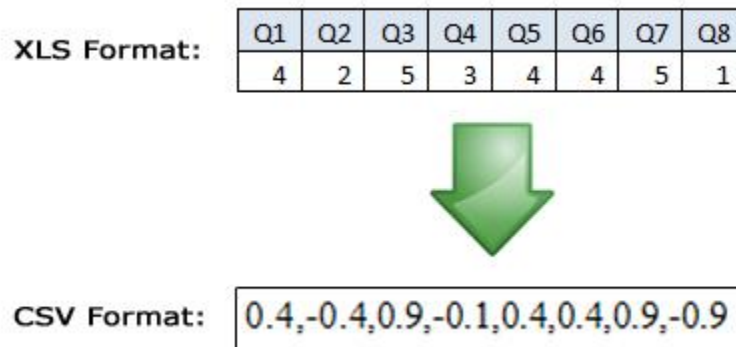 XLS Format:
Q1 Q2 Q3 Q4 Q5 Q6 Q7 Q8
4 2 5 3 4 4 5 1
CSV Format:
0.4,-0.4,0.9,-0.1,0.4,0.4,0.9,-0.9